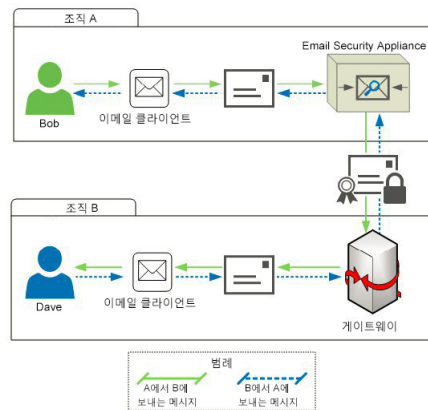 조직 A
Email Security Appliance
Bob
이메일 클라이언트
조직 B
Dave
이메일 클라이언트
게이트웨이
범례
A에서 B에
보내는 메시지
B에서 A에
보내는 메시지